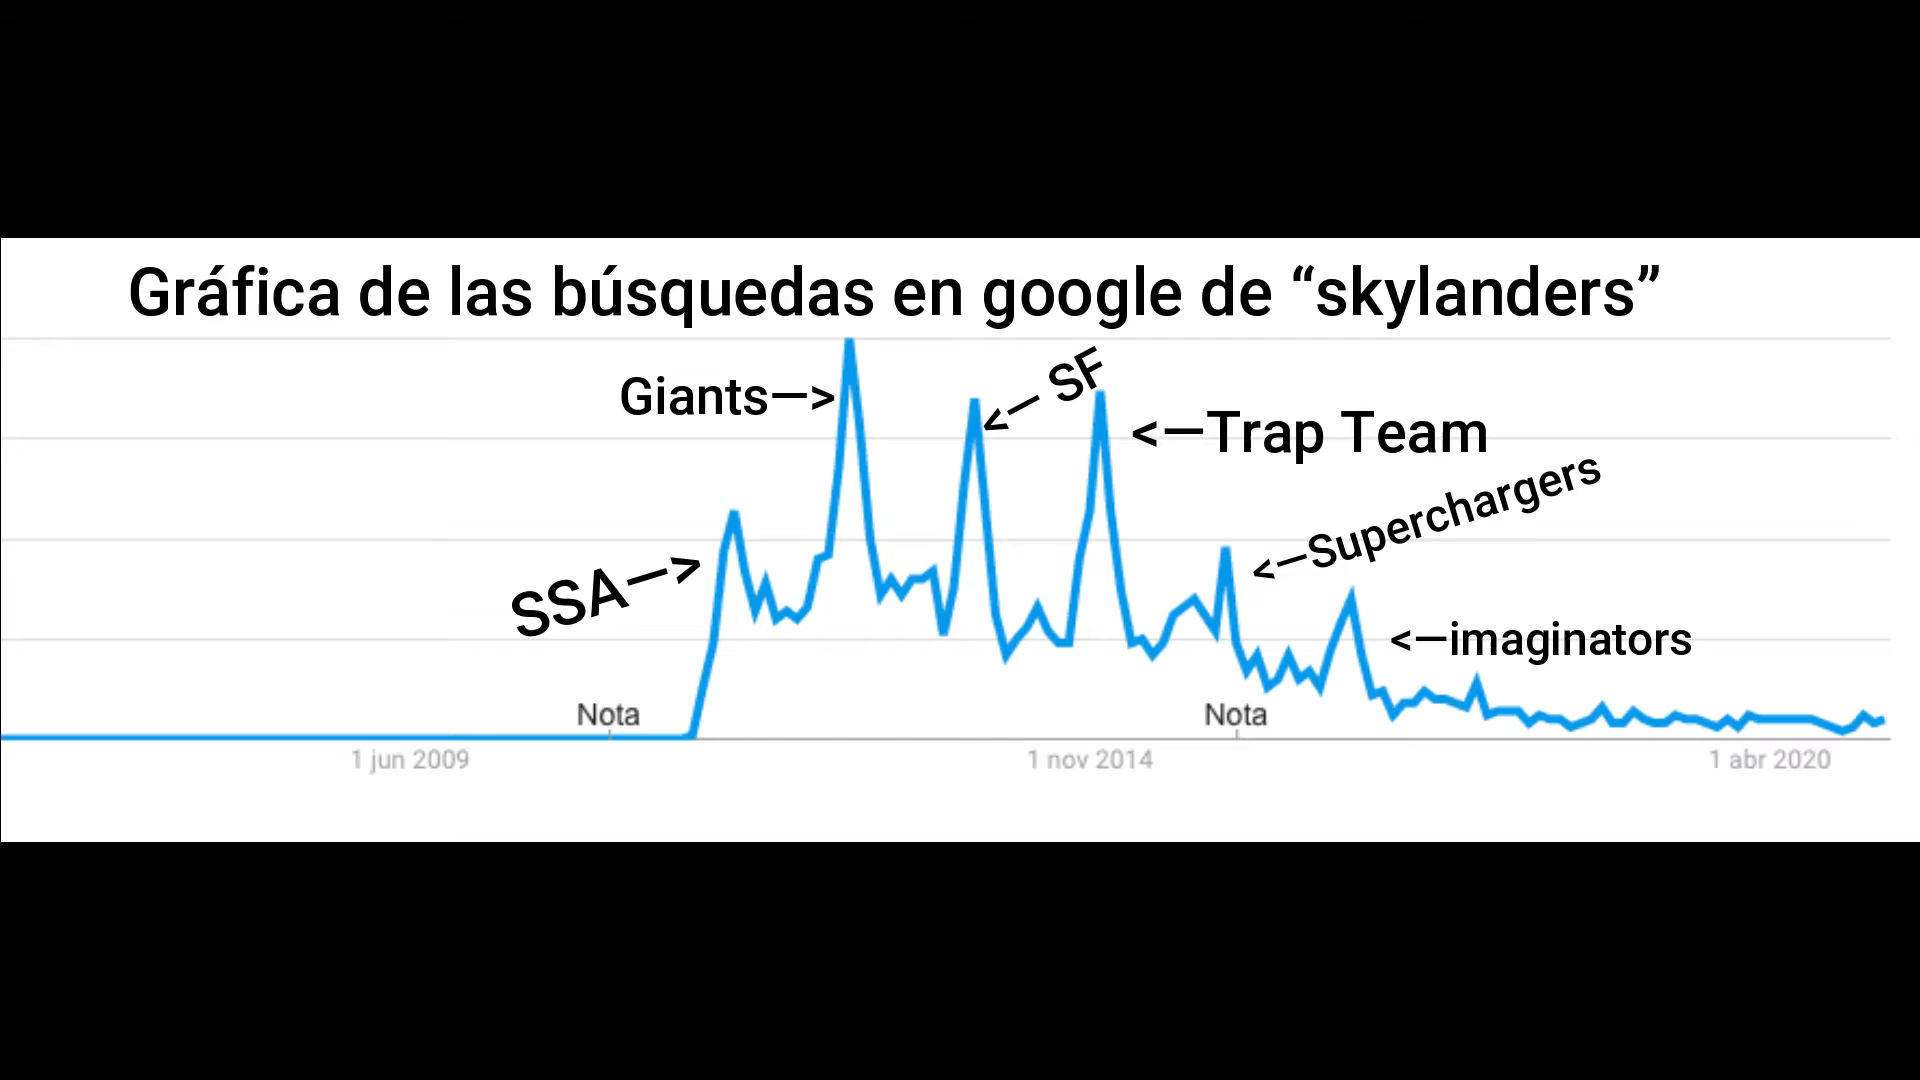 Gráfica de las búsquedas en google de “skylanders”
Giants—>
<— SF
<—Trap Team
<—Superchargers
SSA—>
<—imaginators
Nota
Nota
1 jun 2009
1 nov 2014
1 abr 2020